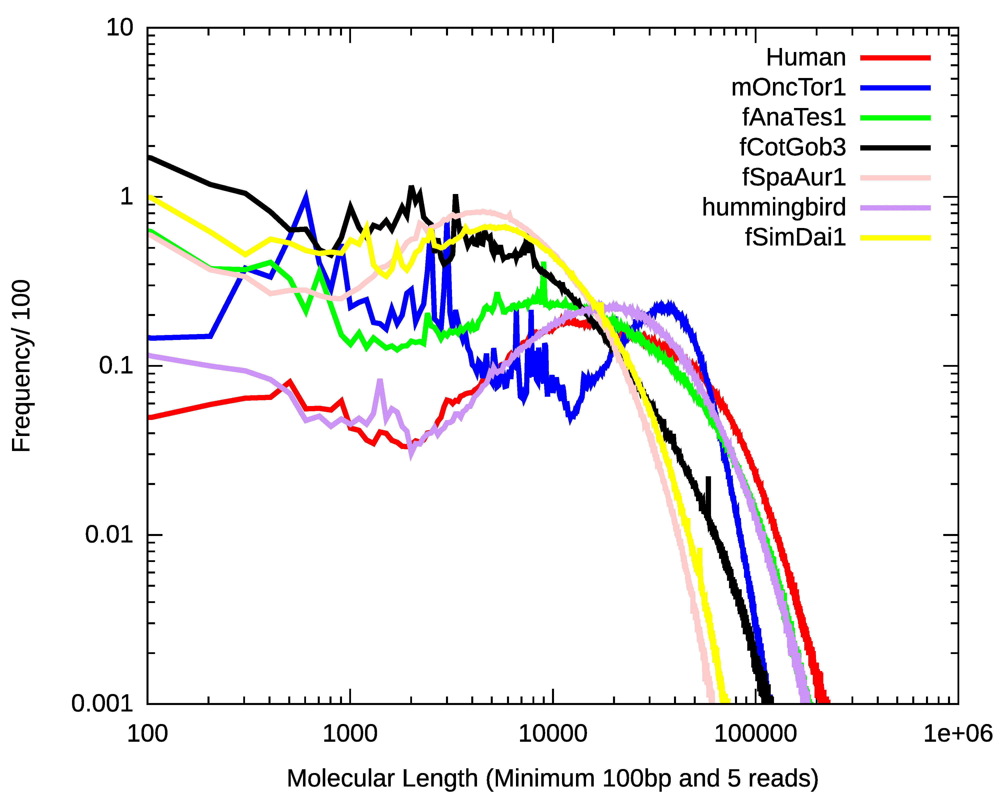 10
1
0.1
0.01
0.001
Frequency/ 100
Human
mOncTor1
fAnaTes1
fCotGob3
fSpaAur1
hummingbird
fSimDai1
100 1000 10000 100000 1e+06
Molecular Length (Minimum 100bp and 5 reads)